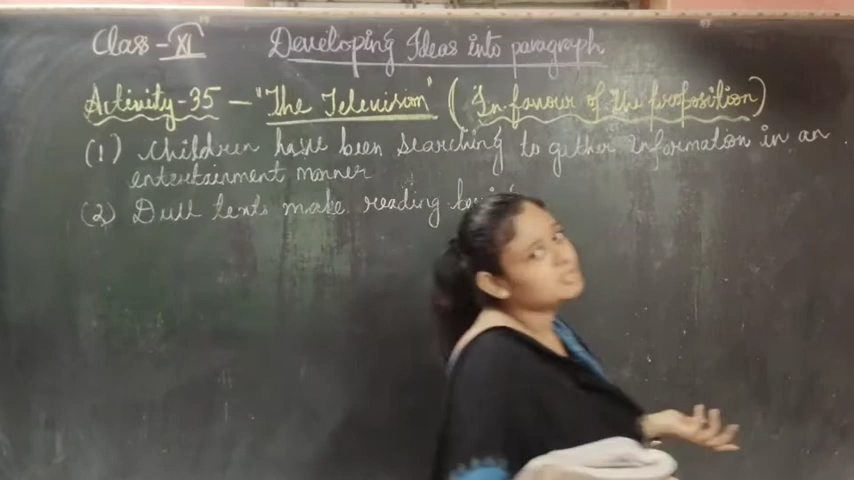 Class - XI Developing Ideas into paragraph
Activity-35 - "The Television" (In favour of the proposition)
(1) Children have been searching to gather information in an
entertainment manner
(2) Dull texts make reading